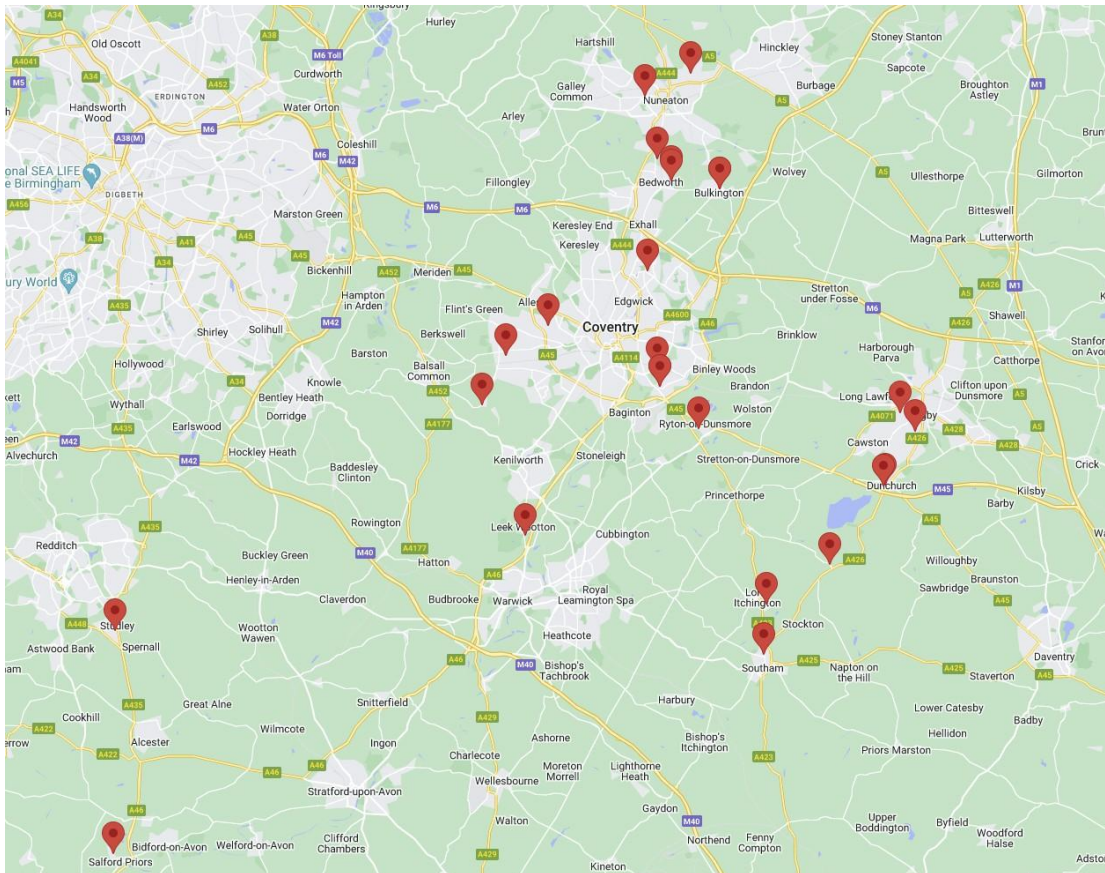 A34
Old Oscott
A4041
M5
A34
Handsworth
Wood
ERDINGTON
A38(M)
M6
A38
A452
Kingsbury
M6 Toll
Curdworth
Water Orton
Coleshill
M6
M42
Hurley
Hartshill
Galley
Common
Arley
A444
Nuneaton
A5
Hinckley
Burbage
A5
Stoney Stanton
Sapcote
Broughton
Astley
M1
SEA LIFE
Birmingham
DIGBETH
A456
A38
A45
A41
A34
Marston Green
A45
Bickenhill
A452
Fillongley
M6
M6
Bedworth
Bulkington
Wolvey
A5
Ullesthorpe
Gilmorton
Bitteswell
Lutterworth
Magna Park
Keresley End
Exhall
Keresley
A444
Meriden
A45
World
A435
Shirley
Solihull
Hampton
in Arden
M42
Flint's Green
Berkswell
Edgwick
Coventry
A4600
A46
A4114
A45
Stretton
under Fosse
M6
A426
M1
Shawell
A426
Brinklow
Harborough
Parva
Catthorpe
Hollywood
Wythall
A435
Earlswood
A34
Barston
Knowle
Bentley Heath
Dorridge
Balsall
Common
A452
A4177
Binley Woods
Brandon
Wolston
Baginton
A45
Ryton-on-Dunsmore
Long Lawford
A4071
Clifton upon
Dunsmore
A5
A426
A428
A428
A5
Cawston
Alvechurch
M42
M42
Hockley Heath
Baddesley
Clinton
Kenilworth
Stoneleigh
Stretton-on-Dunsmore
Princethorpe
Dunchurch
M45
Crick
Kilsby
Barby
A435
Redditch
Rowington
A4177
Hatton
Leek Wootton
Cubbington
A45
A426
Willoughby
Sawbridge
Braunston
A45
Buckley Green
Henley-in-Arden
M40
Claverdon
Budbrooke
A46
Warwick
Royal
Leamington Spa
Long
Itchington
Stockton
A448
Studley
Spernall
Astwood Bank
Wootton
Wawen
Heathcote
A46
M40
Bishop's
Tachbrook
Southam
A425
Napton on
the Hill
A425
Staverton
Daventry
A45
A435
Cookhill
Great Alne
Snitterfield
A429
Harbury
Lower Catesby
Badby
Hellidon
A422
Alcester
A422
Wilmcote
Ingon
A46
A46
Charlecote
Ashorne
Bishop's
Itchington
A423
Priors Marston
Moreton
Morrell
Lighthorne
Heath
Wellesbourne
Stratford-upon-Avon
A46
Walton
Gaydon
M40
Upper
Boddington
Byfield
Woodford
Halse
Salford Priors
Bidford-on-Avon
Welford-on-Avon
Clifford
Chambers
A429
Northend
Fenny
Compton
Kineton